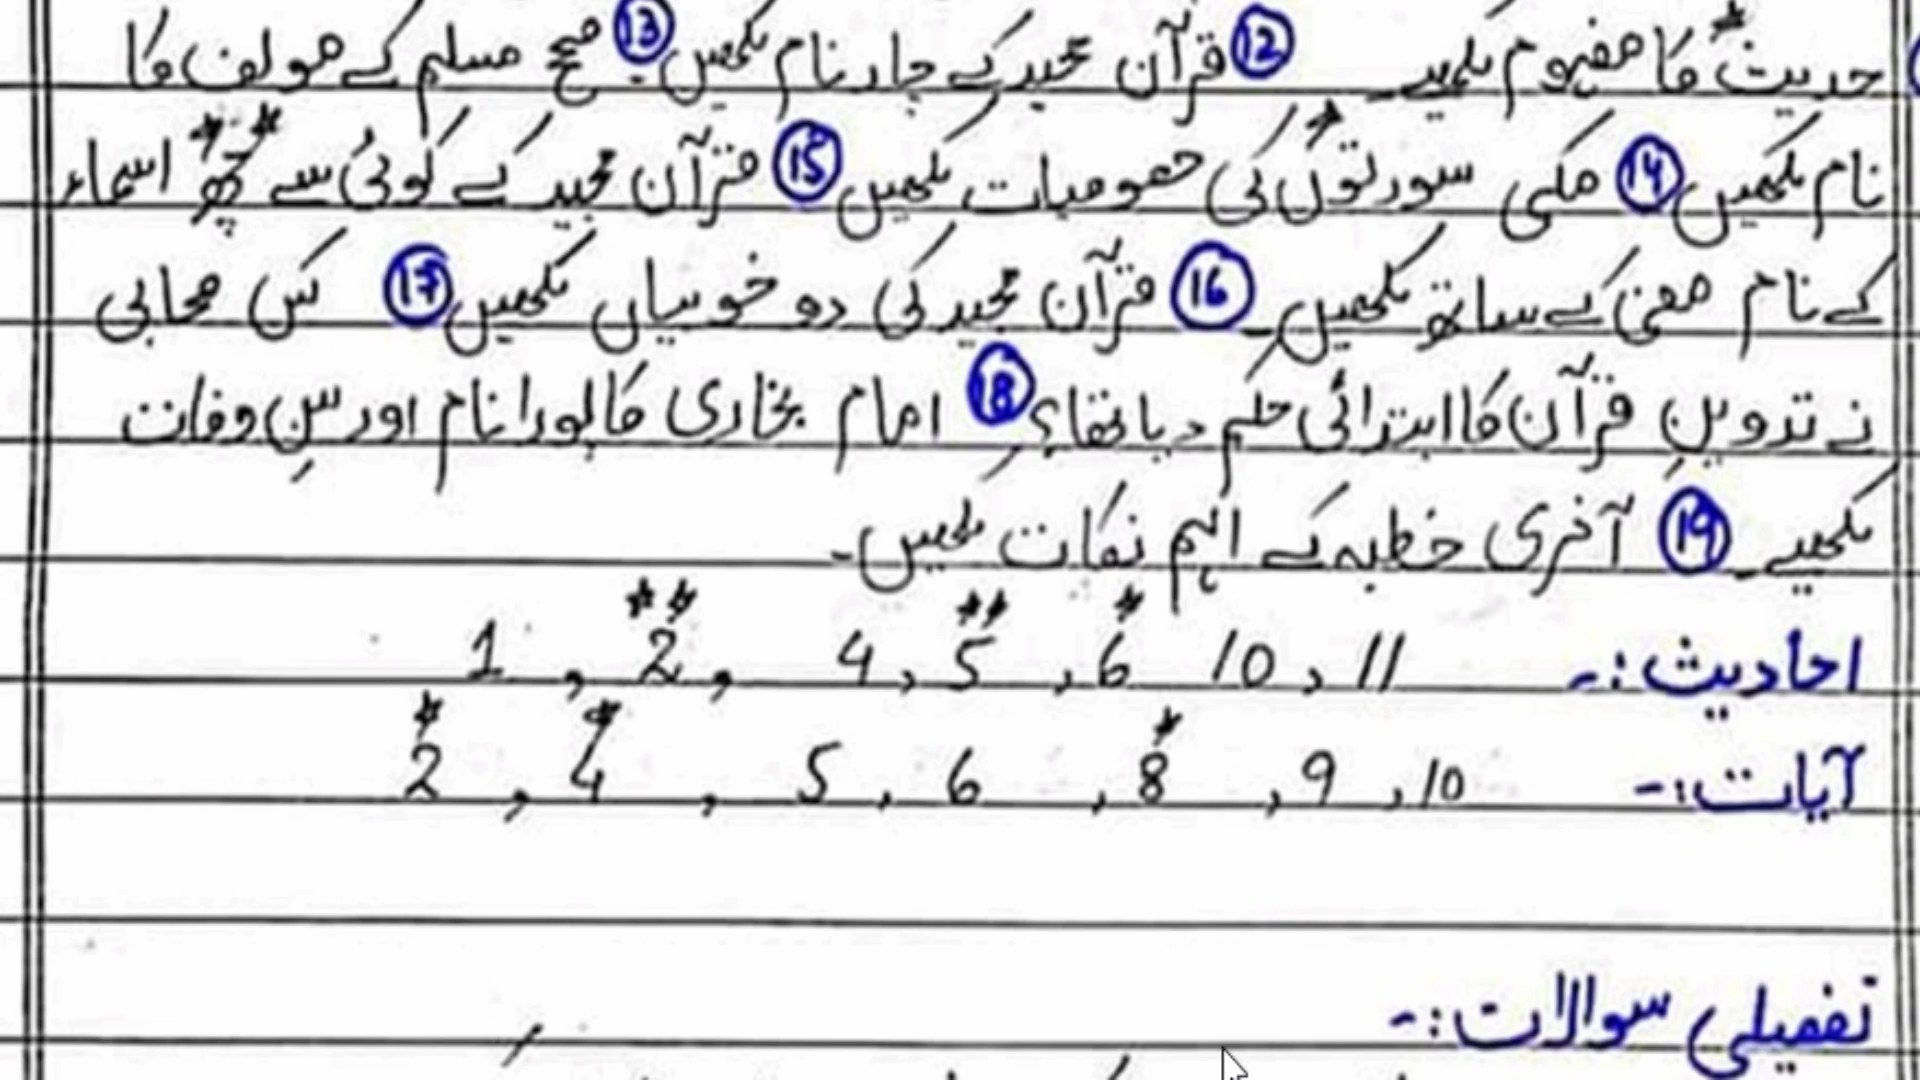 حدیث کا مفہوم لکھیے۔ (12) قرآن مجید کے چار نام لکھیں۔ (13) صحیح مسلم کے مولف کا
نام لکھیں (14) مکی سورتوں کی خصوصیات لکھیں (15) قرآن مجید کے کوئی سے چھ اسماء
کے نام معنی کے ساتھ لکھیں۔ (16) قرآن مجید کی دو خوبیاں لکھیں (17) کس صحابی
نے تدوینِ قرآن کا ابتدائی حکم دیا تھا؟ (18) امام بخاری کا پورا نام اور سنِ وفات
لکھیے۔ (19) آخری خطبہ کے اہم نکات لکھیں۔
احادیث:۔ 1 , 2** , 4 , 5** , 6* 10 , 11
آیات:۔ 2* , 4* , 5 , 6 , 8* , 9 , 10
تفصیلی سوالات:۔